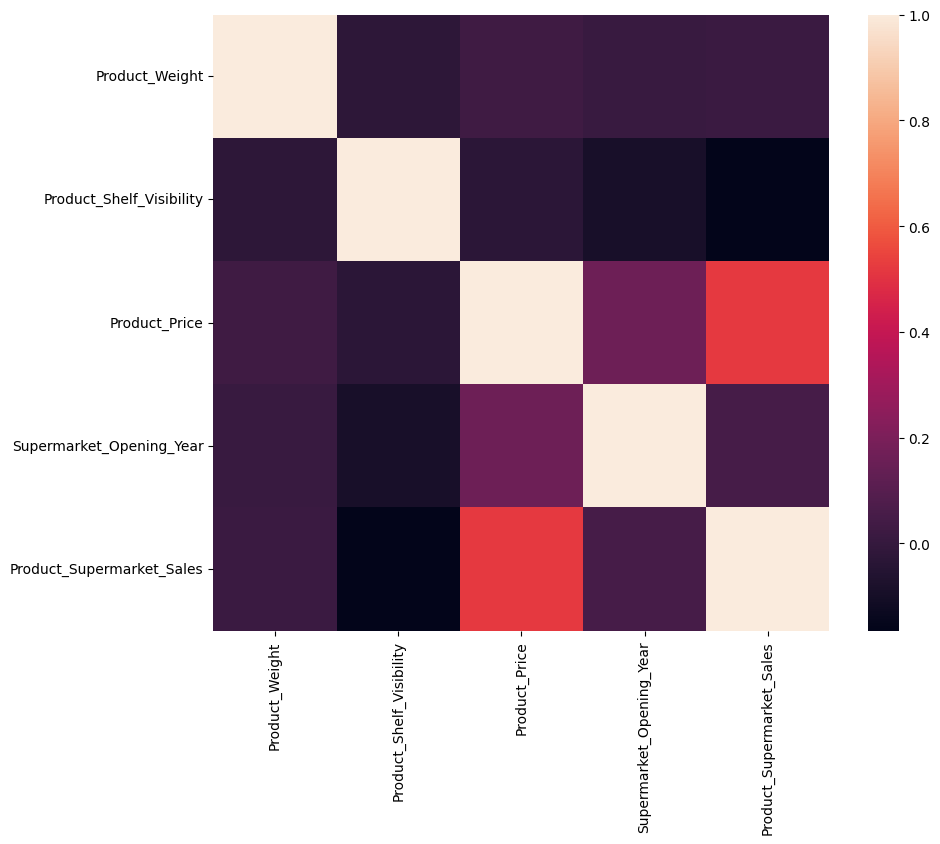 Product_Weight
Product_Shelf_Visibility
Product_Price
Supermarket_Opening_Year
Product_Supermarket_Sales
Product_Weight
Product_Shelf_Visibility
Product_Price
Supermarket_Opening_Year
Product_Supermarket_Sales
1.0
0.8
0.6
0.4
0.2
0.0